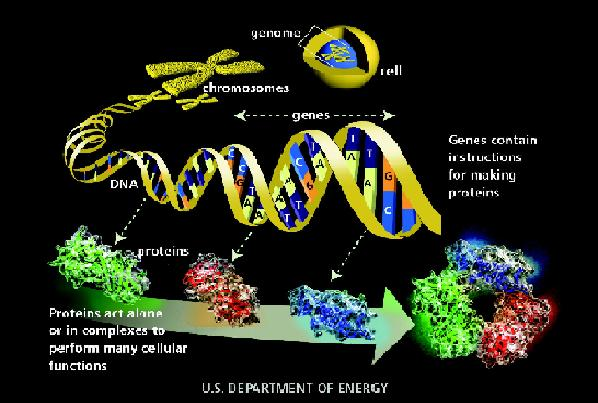 genome
cell
chromosomes
genes
Genes contain
instructions
for making
proteins
DNA
C
C
G
T
A
A
C
T
A
G
A
T
T
A
T
A
G
C
proteins
Proteins act alone
or in complexes to
perform many cellular
functions
U.S. DEPARTMENT OF ENERGY